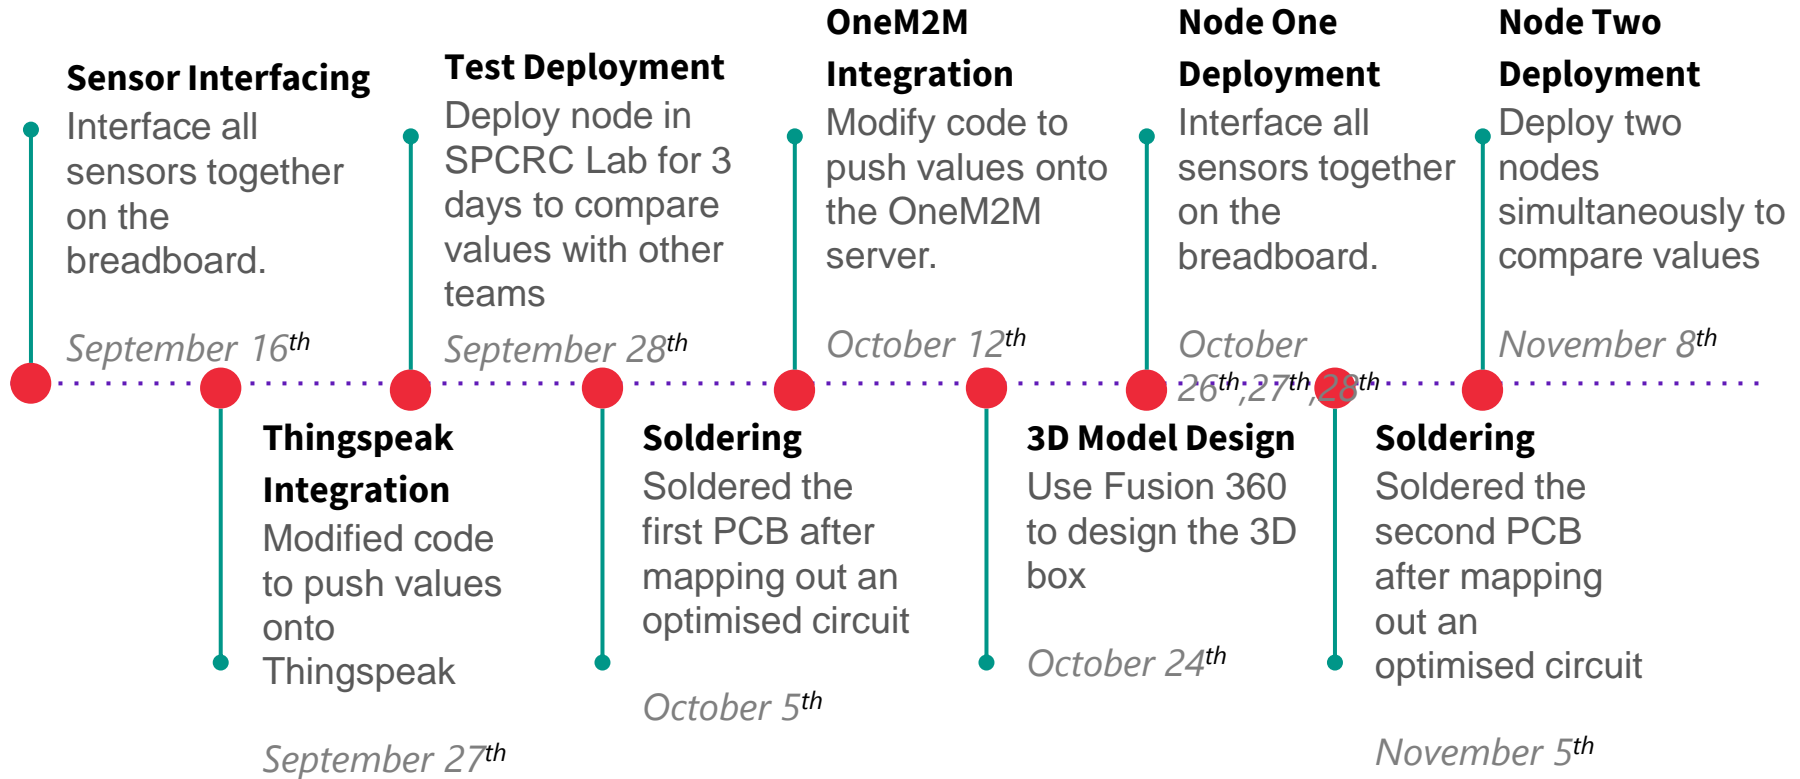 Sensor Interfacing
Interface all
sensors together
on the
breadboard.
September 16th
Thingspeak
Integration
Modified code
to push values
onto
Thingspeak
September 27th
Test Deployment
Deploy node in
SPCRC Lab for 3
days to compare
values with other
teams
September 28th
Soldering
Soldered the
first PCB after
mapping out an
optimised circuit
October 5th
OneM2M
Integration
Modify code to
push values onto
the OneM2M
server.
October 12th
3D Model Design
Use Fusion 360
to design the 3D
box
October 24th
Node One
Deployment
Interface all
sensors together
on the
breadboard.
October
26th,27th,28th
Soldering
Soldered the
second PCB
after mapping
out an
optimised circuit
November 5th
Node Two
Deployment
Deploy two
nodes
simultaneously to
compare values
November 8th